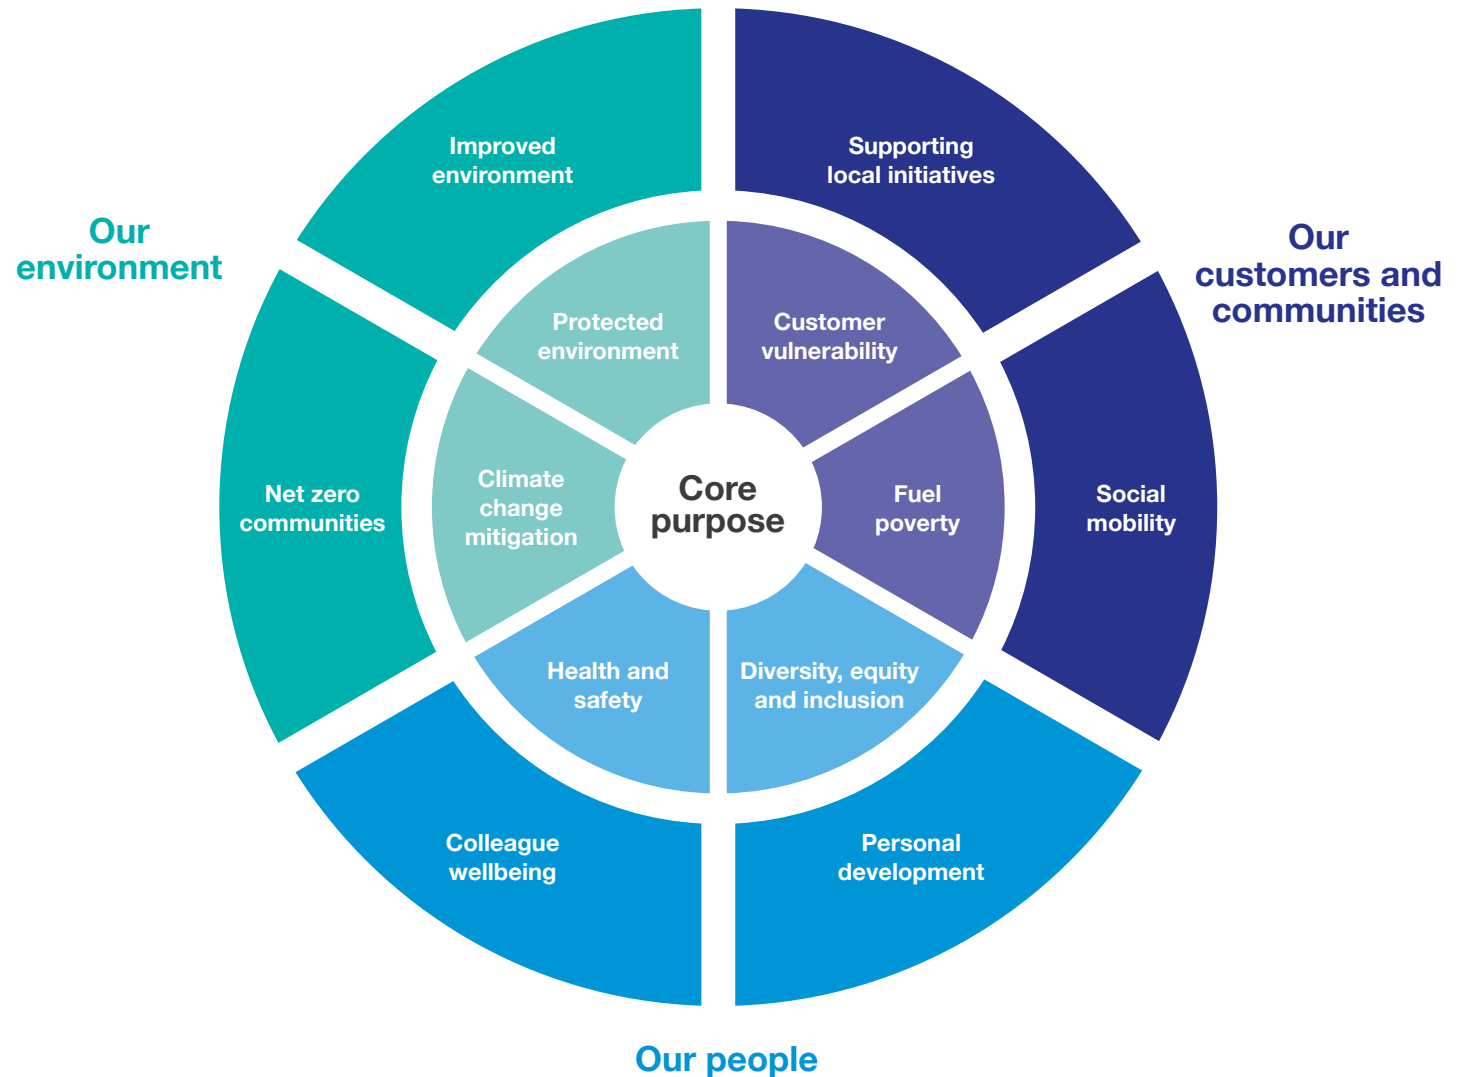 Improved
environment
Supporting
local initiatives
Our
environment
Our
customers and
communities
Protected
environment
Customer
vulnerability
Net zero
communities
Climate
change
mitigation
Core
purpose
Fuel
poverty
Social
mobility
Health and
safety
Diversity, equity
and inclusion
Colleague
wellbeing
Personal
development
Our people